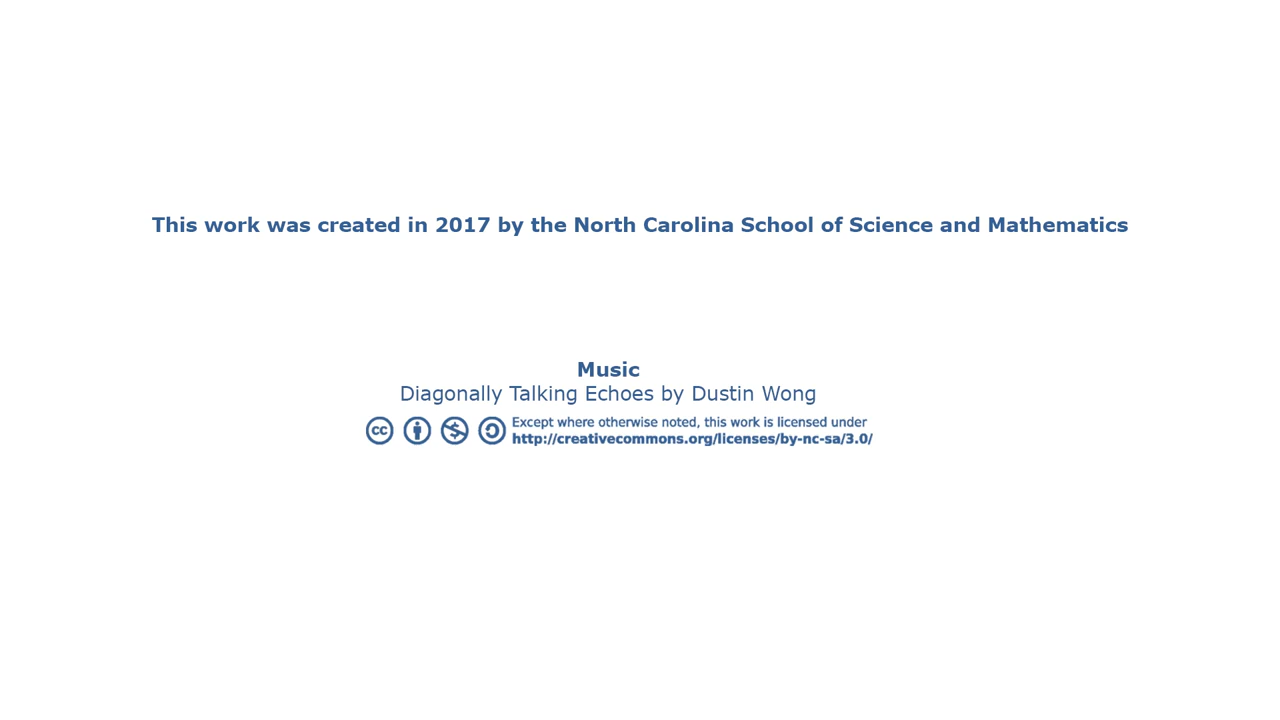 This work was created in 2017 by the North Carolina School of Science and Mathematics
Music
Diagonally Talking Echoes by Dustin Wong
cc
Except where otherwise noted, this work is licensed under
http://creativecommons.org/licenses/by-nc-sa/3.0/